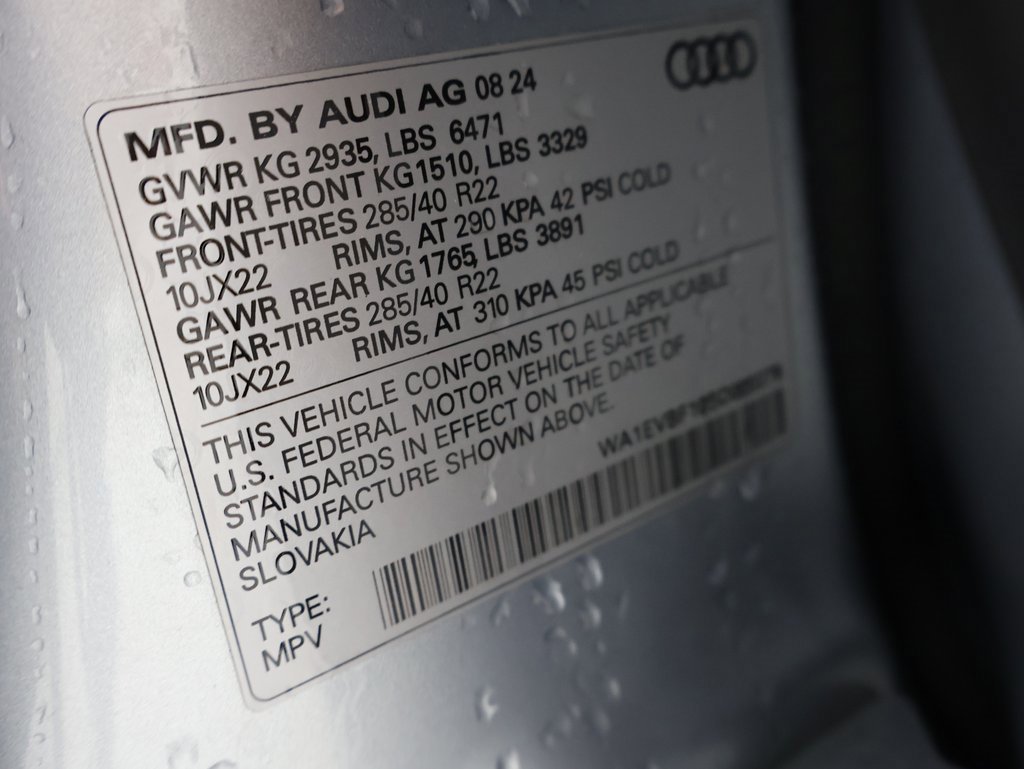 MFD. BY AUDI AG 08 24
GVWR KG 2935, LBS 6471
GAWR FRONT KG1510, LBS 3329
FRONT-TIRES 285/40 R22
10JX22 RIMS, AT 290 KPA 42 PSI COLD
GAWR REAR KG 1765, LBS 3891
REAR-TIRES 285/40 R22
10JX22 RIMS, AT 310 KPA 45 PSI COLD
THIS VEHICLE CONFORMS TO ALL APPLICABLE
U.S. FEDERAL MOTOR VEHICLE SAFETY
STANDARDS IN EFFECT ON THE DATE OF
MANUFACTURE SHOWN ABOVE.
SLOVAKIA
TYPE:
MPV